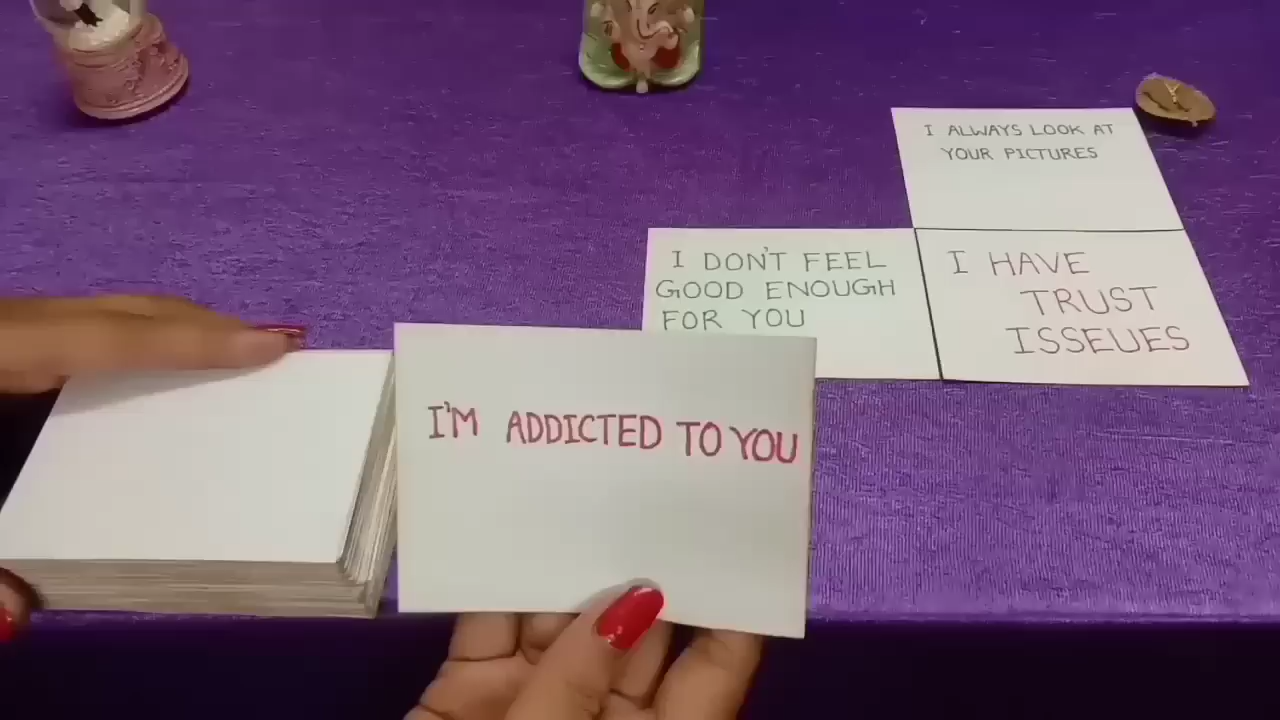 I ALWAYS LOOK AT
YOUR PICTURES
I DON'T FEEL
GOOD ENOUGH
FOR YOU
I HAVE
TRUST
ISSEUES
I'M ADDICTED TO YOU